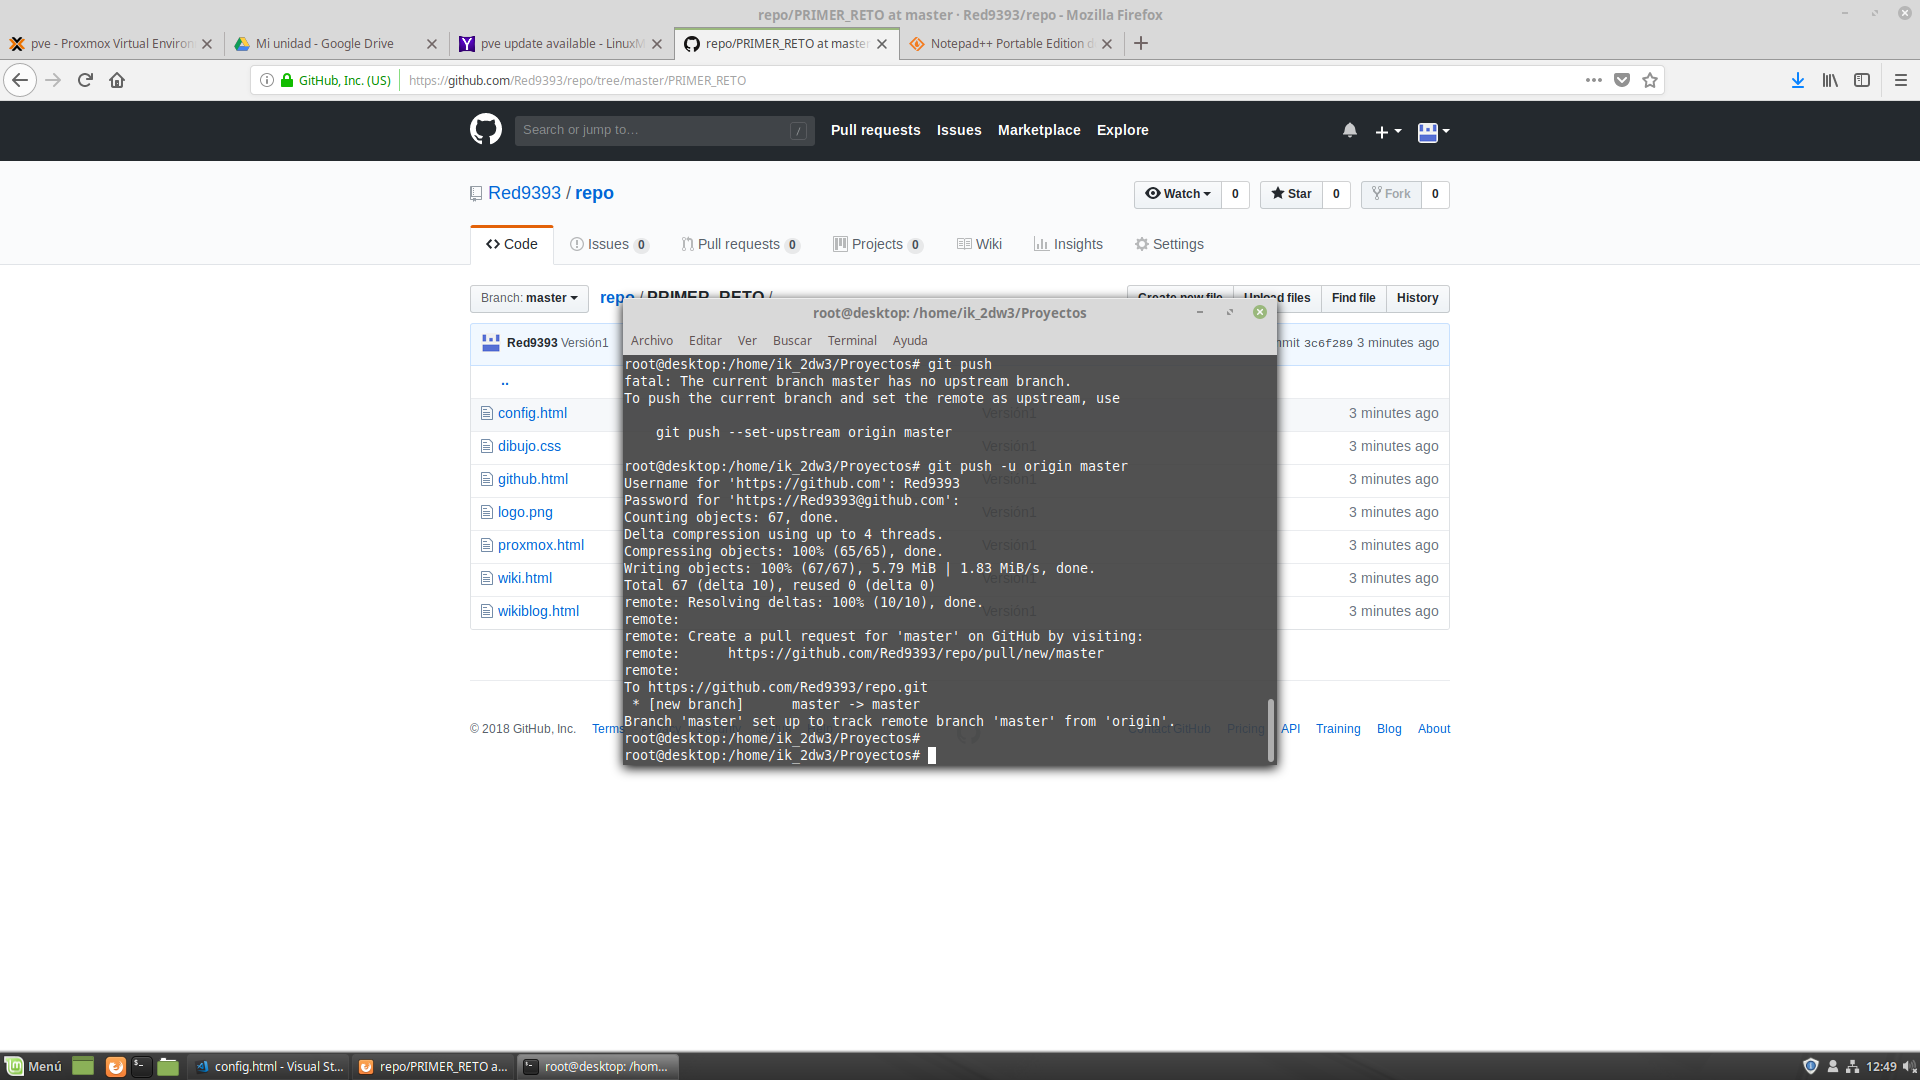 repo/PRIMER_RETO at master · Red9393/repo - Mozilla Firefox
pve - Proxmox Virtual Environ
Mi unidad - Google Drive
pve update available - LinuxM
repo/PRIMER_RETO at master
Notepad++ Portable Edition d
GitHub, Inc. (US)
https://github.com/Red9393/repo/tree/master/PRIMER_RETO
Search or jump to…
/
Pull requests
Issues
Marketplace
Explore
Red9393 / repo
Watch 0
Star 0
Fork 0
Code
Issues 0
Pull requests 0
Projects 0
Wiki
Insights
Settings
Branch: master
repo / PRIMER_RETO /
Create new file
Upload files
Find file
History
Red9393 Versión1
3c6f289 3 minutes ago
..
config.html Versión1 3 minutes ago
dibujo.css Versión1 3 minutes ago
github.html Versión1 3 minutes ago
logo.png Versión1 3 minutes ago
proxmox.html Versión1 3 minutes ago
wiki.html Versión1 3 minutes ago
wikiblog.html Versión1 3 minutes ago
© 2018 GitHub, Inc.
Terms
Contact GitHub
Pricing
API
Training
Blog
About
root@desktop: /home/ik_2dw3/Proyectos
Archivo Editar Ver Buscar Terminal Ayuda
root@desktop:/home/ik_2dw3/Proyectos# git push
fatal: The current branch master has no upstream branch.
To push the current branch and set the remote as upstream, use
git push --set-upstream origin master
root@desktop:/home/ik_2dw3/Proyectos# git push -u origin master
Username for 'https://github.com': Red9393
Password for 'https://Red9393@github.com':
Counting objects: 67, done.
Delta compression using up to 4 threads.
Compressing objects: 100% (65/65), done.
Writing objects: 100% (67/67), 5.79 MiB | 1.83 MiB/s, done.
Total 67 (delta 10), reused 0 (delta 0)
remote: Resolving deltas: 100% (10/10), done.
remote:
remote: Create a pull request for 'master' on GitHub by visiting:
remote:      https://github.com/Red9393/repo/pull/new/master
remote:
To https://github.com/Red9393/repo.git
* [new branch]      master -> master
Branch 'master' set up to track remote branch 'master' from 'origin'.
root@desktop:/home/ik_2dw3/Proyectos#
root@desktop:/home/ik_2dw3/Proyectos#
Menú
config.html - Visual St...
repo/PRIMER_RETO a...
root@desktop: /hom...
12:49